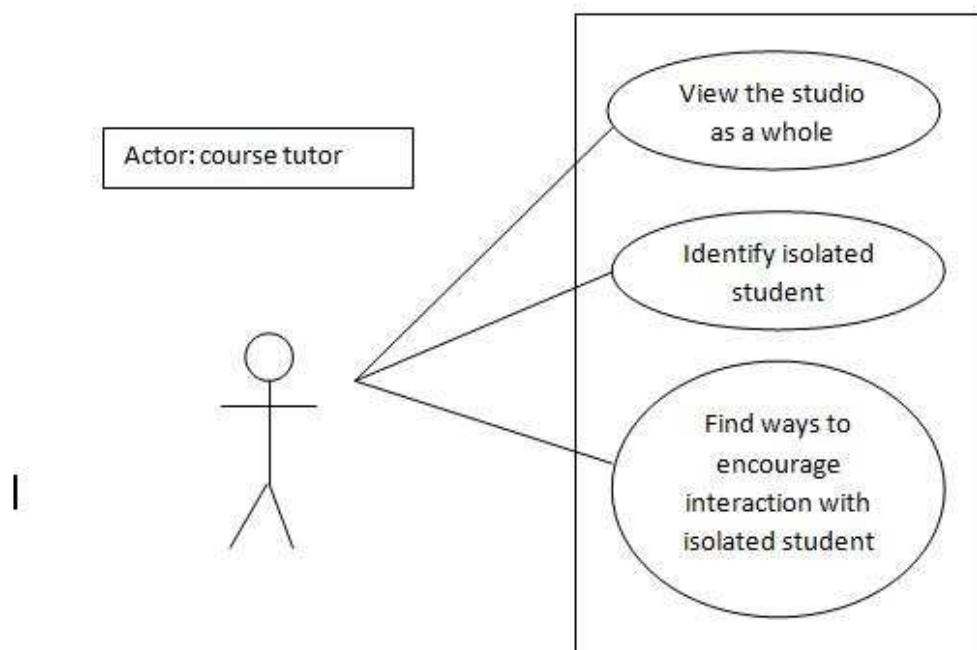 View the studio
as a whole
Actor: course tutor
Identify isolated
student
Find ways to
encourage
interaction with
isolated student